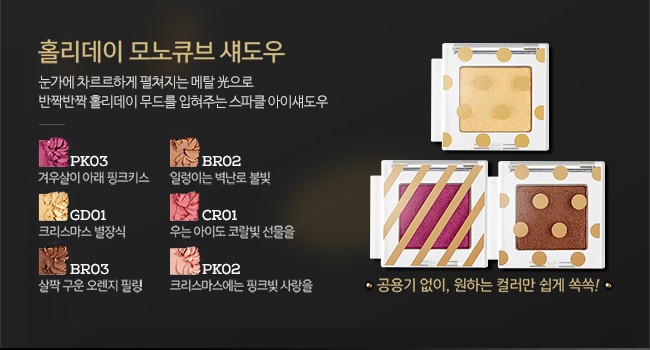 홀리데이 모노큐브 섀도우
눈가에 차르르하게 펼쳐지는 메탈 光으로
반짝반짝 홀리데이 무드를 입혀주는 스파클 아이섀도우
PK03
겨우살이 아래 핑크키스
BR02
일렁이는 벽난로 불빛
GD01
크리스마스 별장식
CR01
우는 아이도 코랄빛 선물을
BR03
살짝 구운 오렌지 필링
PK02
크리스마스에는 핑크빛 사랑을
• 공용기 없이, 원하는 컬러만 쉽게 쏙쏙! •